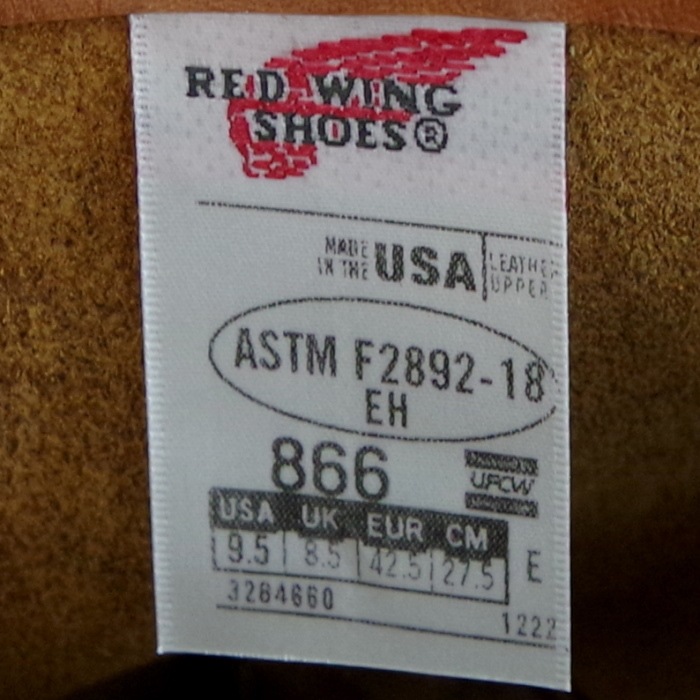 RED WING
SHOES®
MADE IN THE USA LEATHER UPPER
ASTM F2892-18
EH
866
UFCW
USA UK EUR CM
9.5 8.5 42.5 27.5 E
3284660
1222